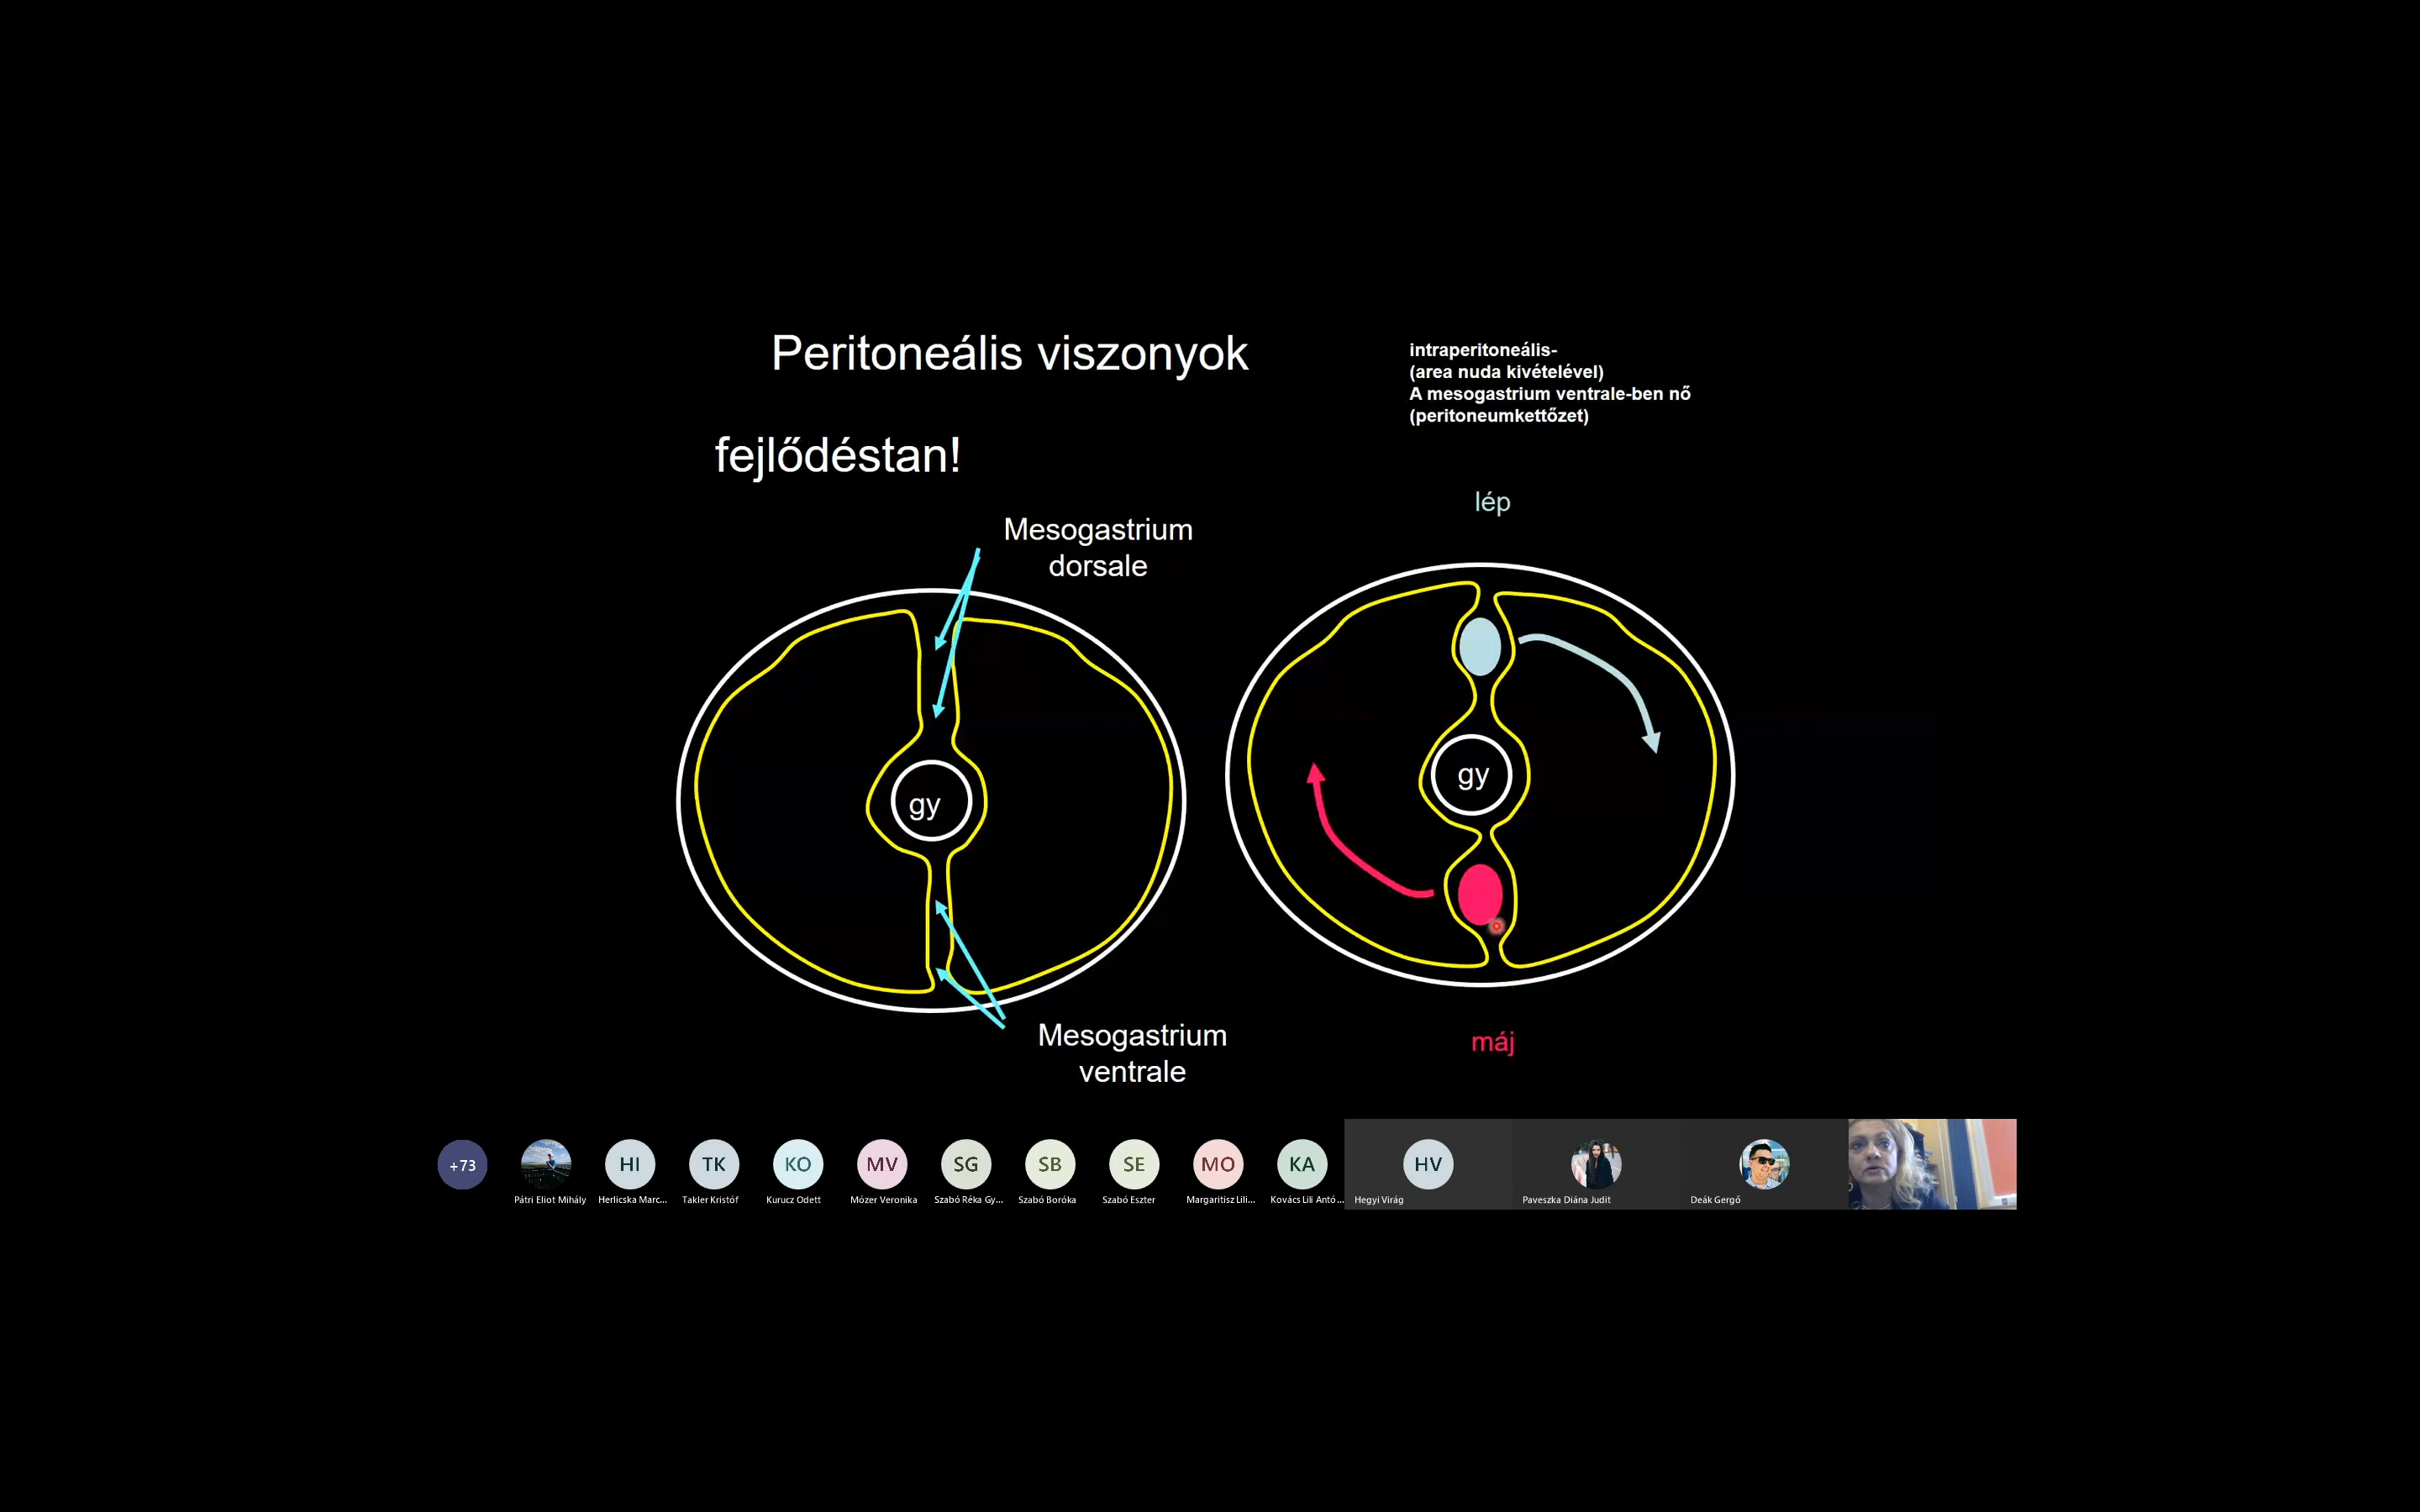 Peritoneális viszonyok
intraperitoneális-
(area nuda kivételével)
A mesogastrium ventrale-ben nő
(peritoneumkettőzet)
fejlődéstan!
lép
Mesogastrium
dorsale
gy
gy
Mesogastrium
ventrale
máj
+73
HI
TK
KO
MV
SG
SB
SE
MO
KA
HV
Pátri Eliot Mihály
Herlicska Marc...
Takler Kristóf
Kurucz Odett
Mózer Veronika
Szabó Réka Gy...
Szabó Boróka
Szabó Eszter
Margaritisz Lili...
Kovács Lili Antó...
Hegyi Virág
Paveszka Diána Judit
Deák Gergő